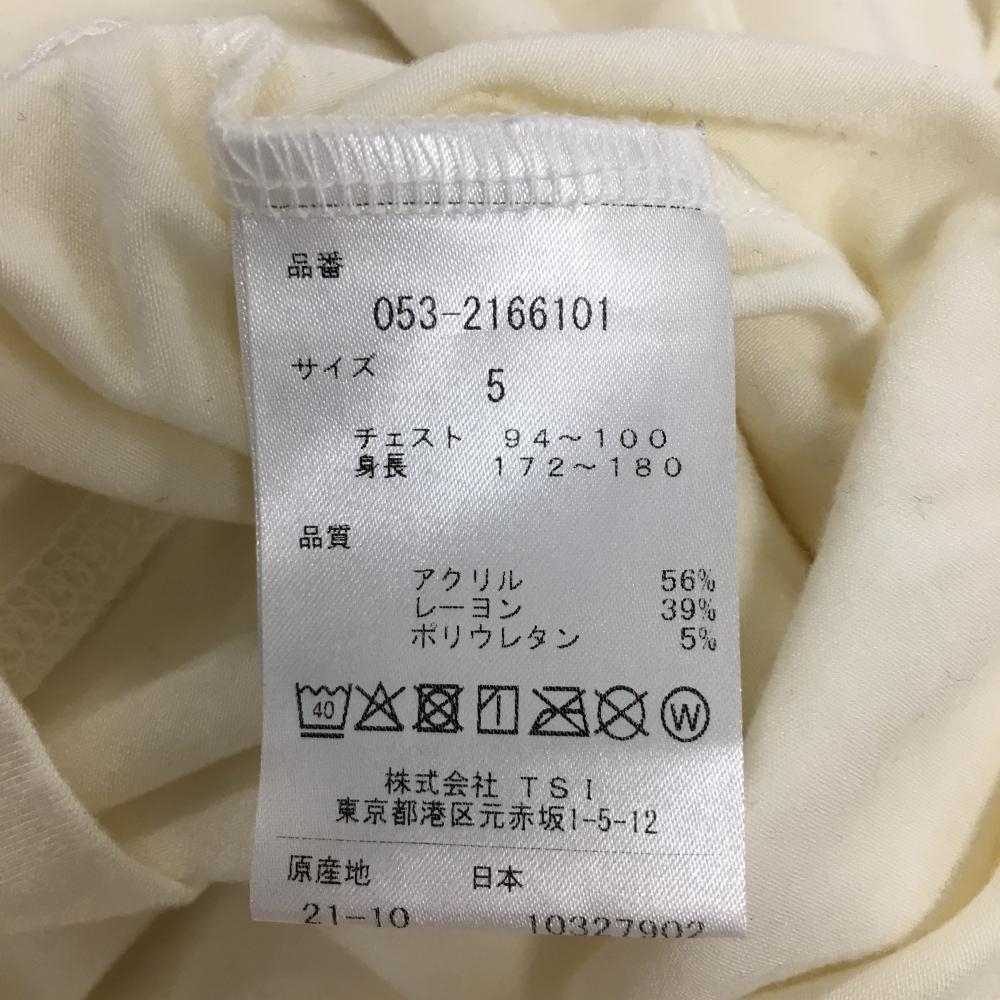 品番
053-2166101
サイズ
5
チェスト 94〜100
身長 172〜180
品質
アクリル 56%
レーヨン 39%
ポリウレタン 5%
40 W
株式会社 TSI
東京都港区元赤坂1-5-12
原産地 日本
21-10 10327902